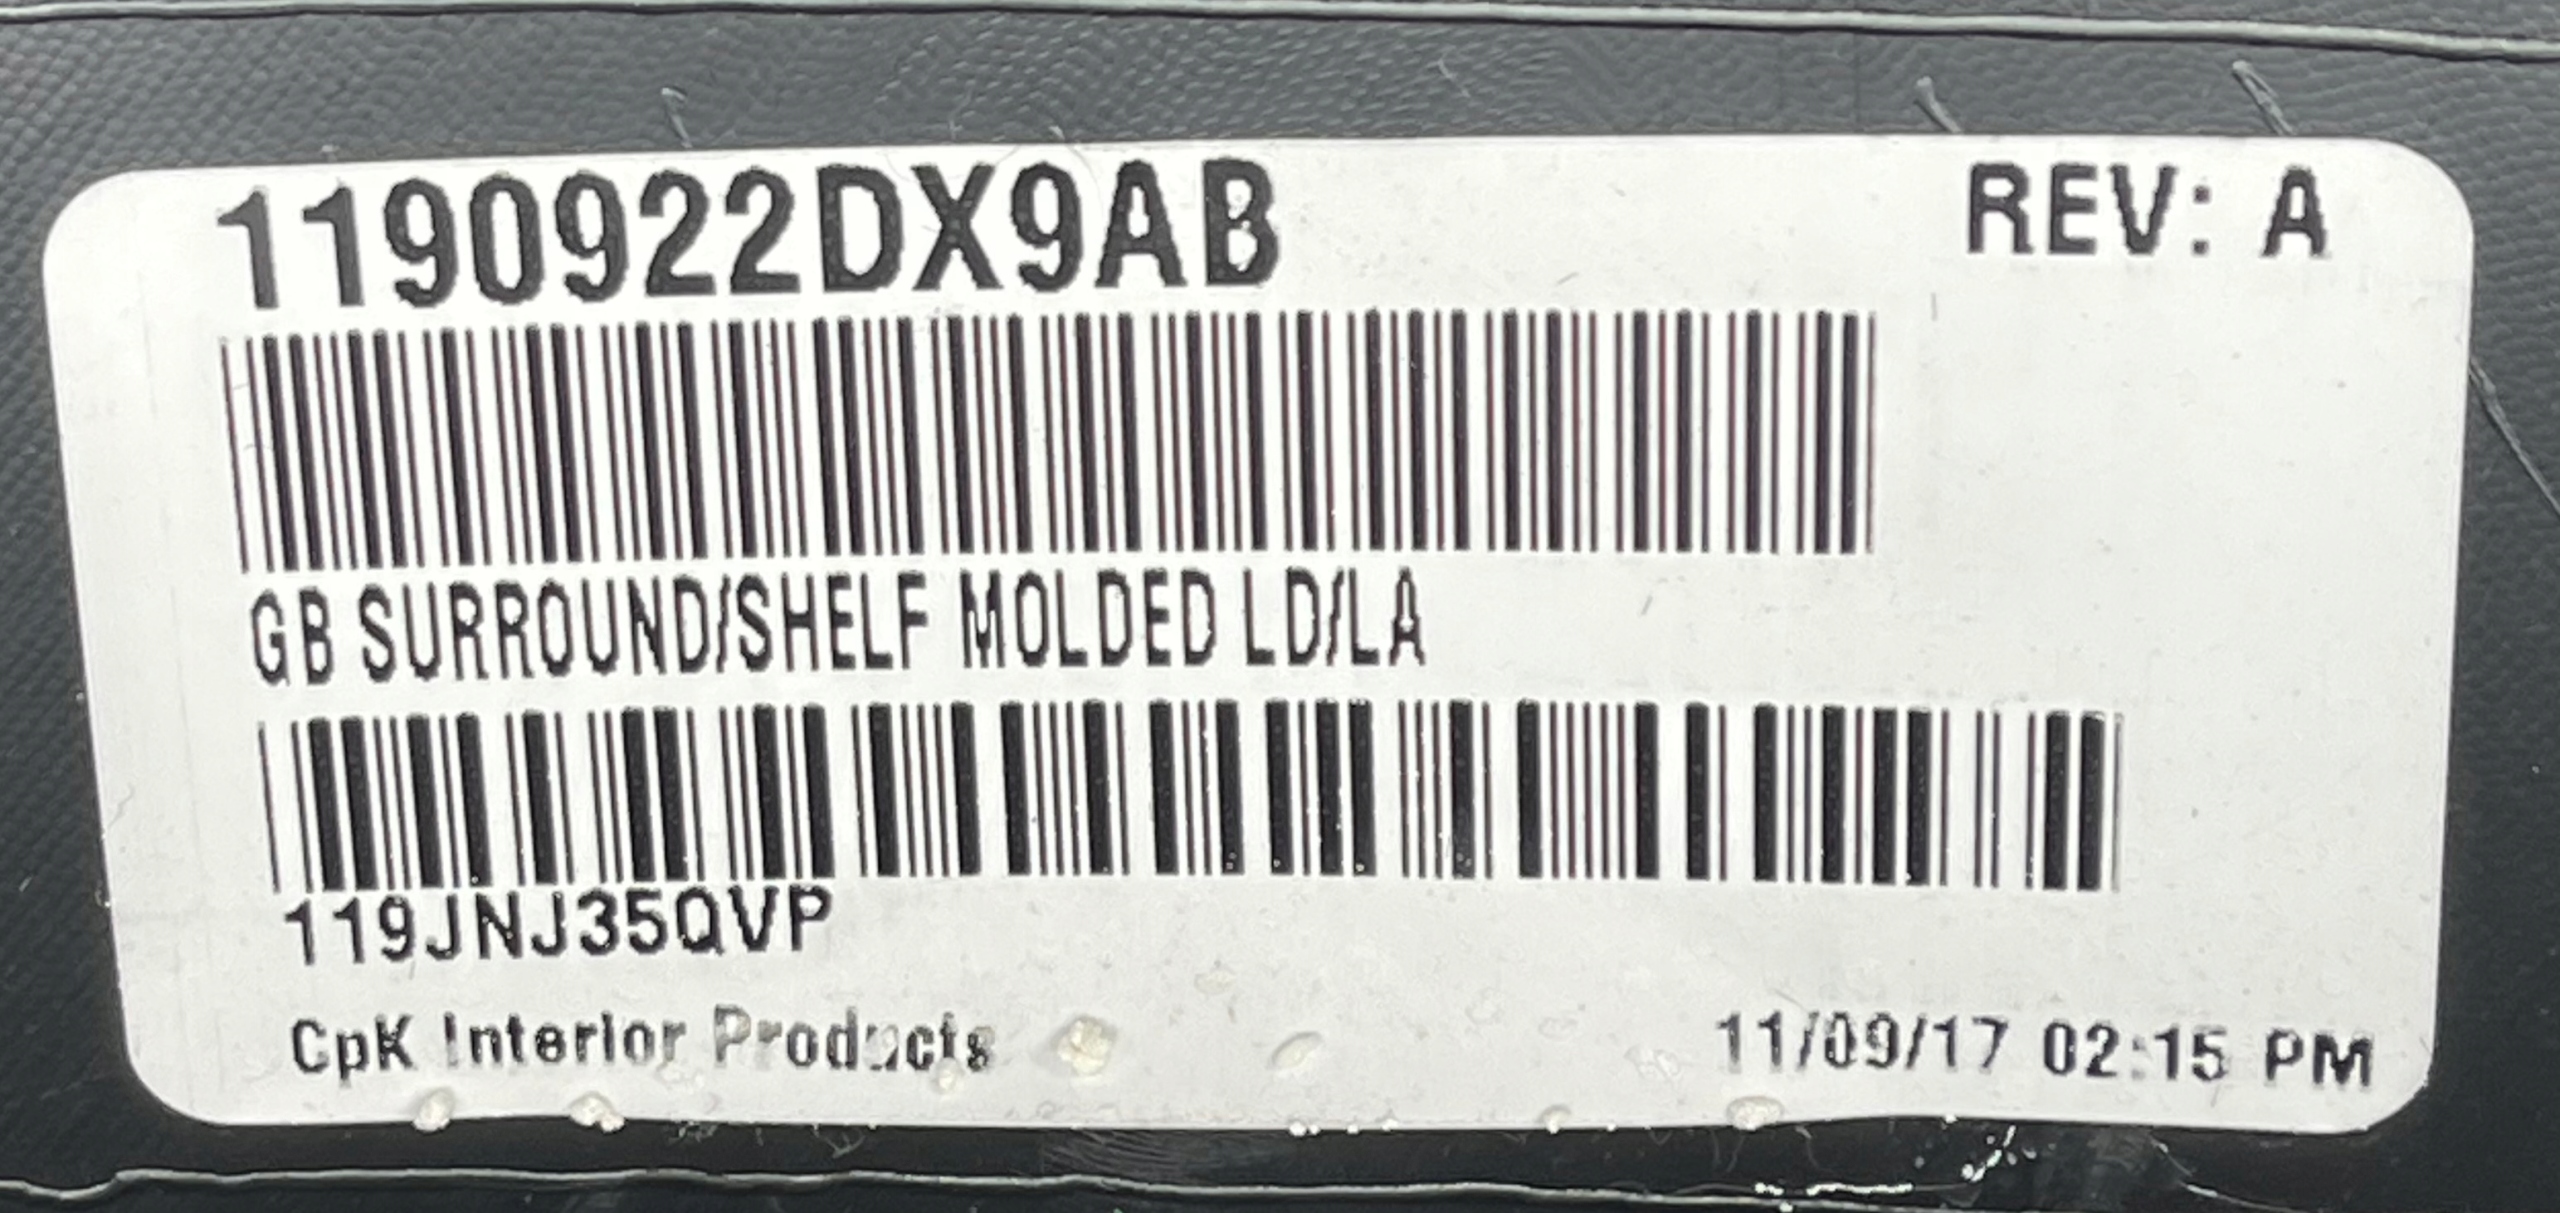 1190922DX9AB REV: A
GB SURROUND/SHELF MOLDED LD/LA
119JNJ35QVP
CpK Interior Products 11/09/17 02:15 PM